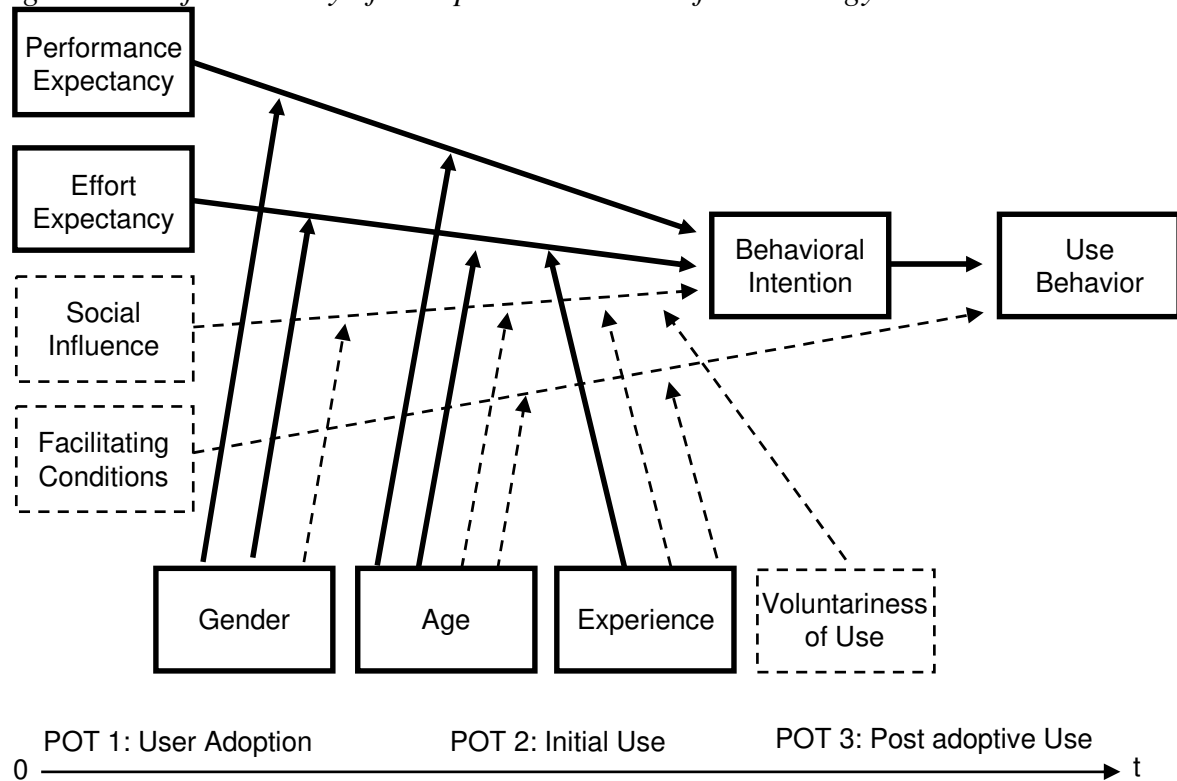 Performance
Expectancy
Effort
Expectancy
Social
Influence
Facilitating
Conditions
Behavioral
Intention
Use
Behavior
Gender
Age
Experience
Voluntariness
of Use
POT 1: User Adoption
POT 2: Initial Use
POT 3: Post adoptive Use
0
t